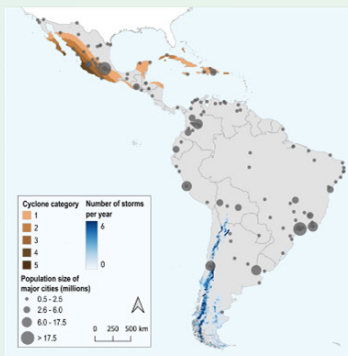 Cyclone category
1
2
3
4
5
Number of storms
per year
6
0
Population size of
major cities (millions)
0.5 - 2.5
2.6 - 6.0
6.0 - 17.5
> 17.5
0 500 km